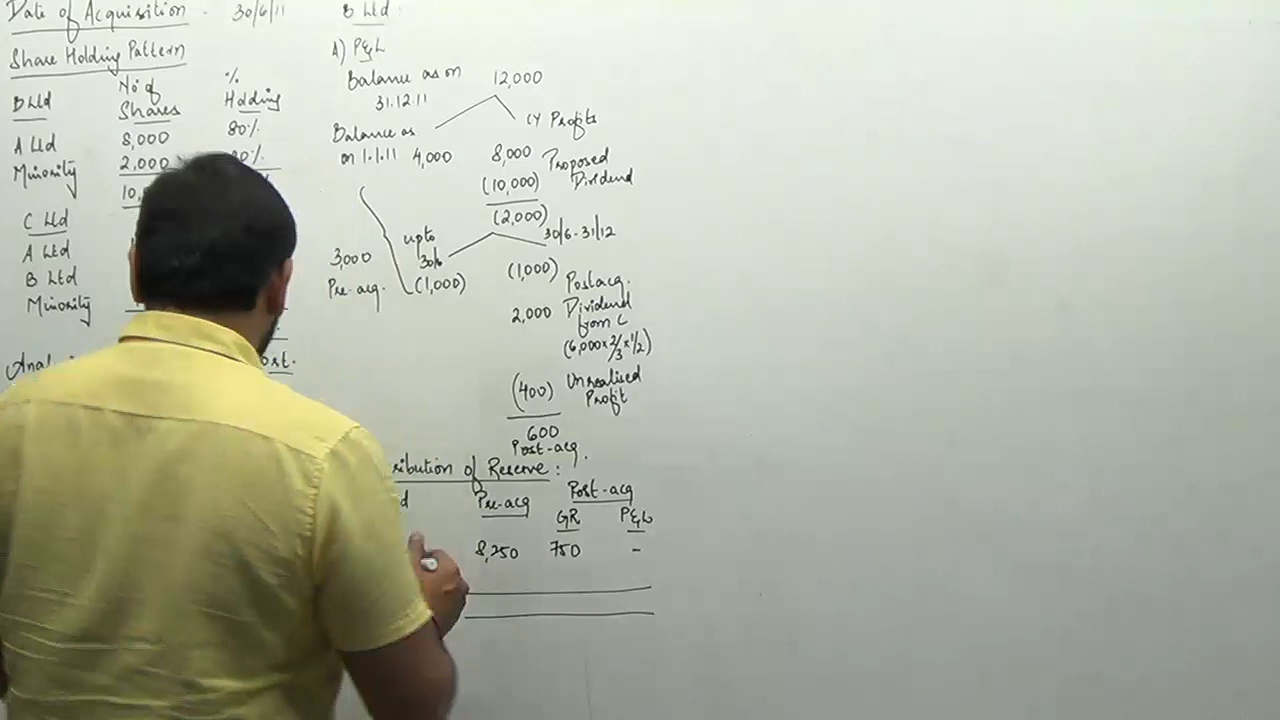 Date of Acquisition - 30/6/11
Share Holding Pattern
B Ltd
No of
Shares
%
Holding
A Ltd 8,000 80%
Minority 2,000
C Ltd
A Ltd
B Ltd
Minority
B Ltd
A) P&L
Balance as on 12,000
31.12.11
Balance as
on 1.1.11 4,000
CY Profits
8,000
(10,000) Proposed
Dividend
(2,000)
upto
30/6
30/6-31/12
3,000
Pre-acq.
(1,000)
(1,000) Post acq.
2,000 Dividend
from C
(6,000 x 2/3 x 1/2)
(400) Unrealised
Profit
600
Post-acq.
of Reserve:
Pre-acq Post-acq
GR P&L
8,250 750 -